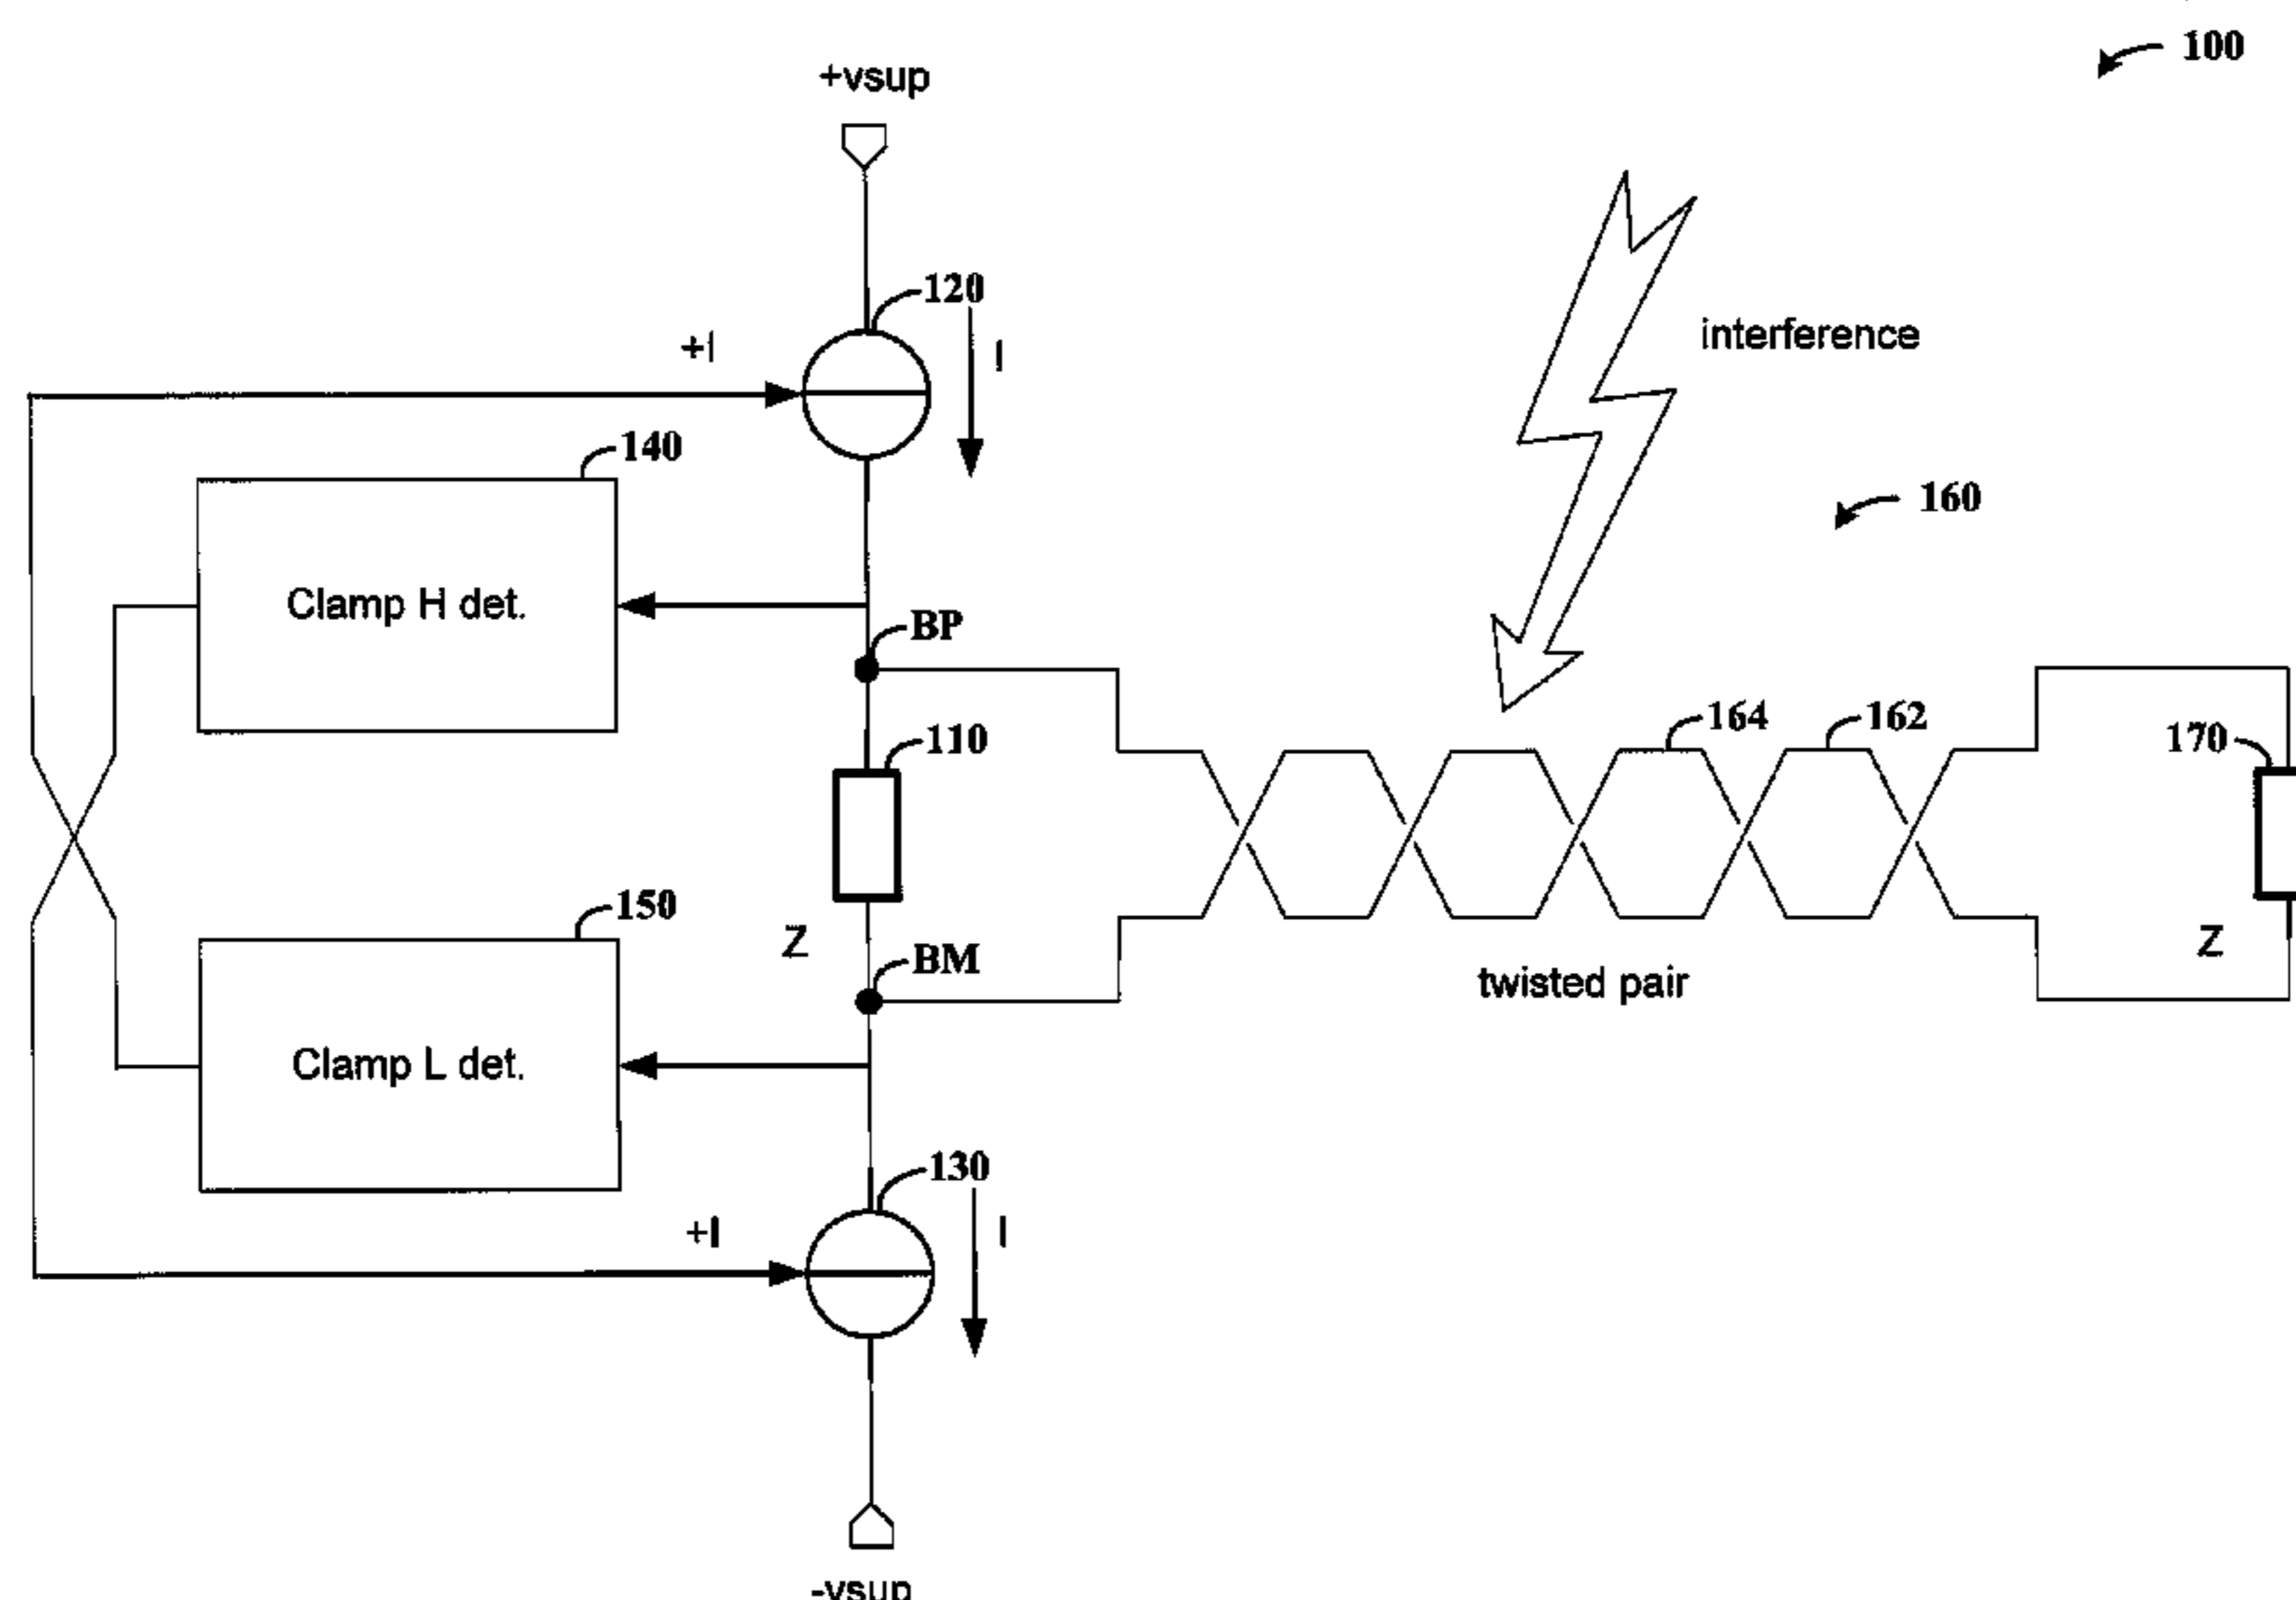 100
+vsup
120
+I
I
interference
140
160
Clamp H det.
BP
164
162
110
170
150
Z
BM
Z
twisted pair
Clamp L det.
130
+I
I
-vsup